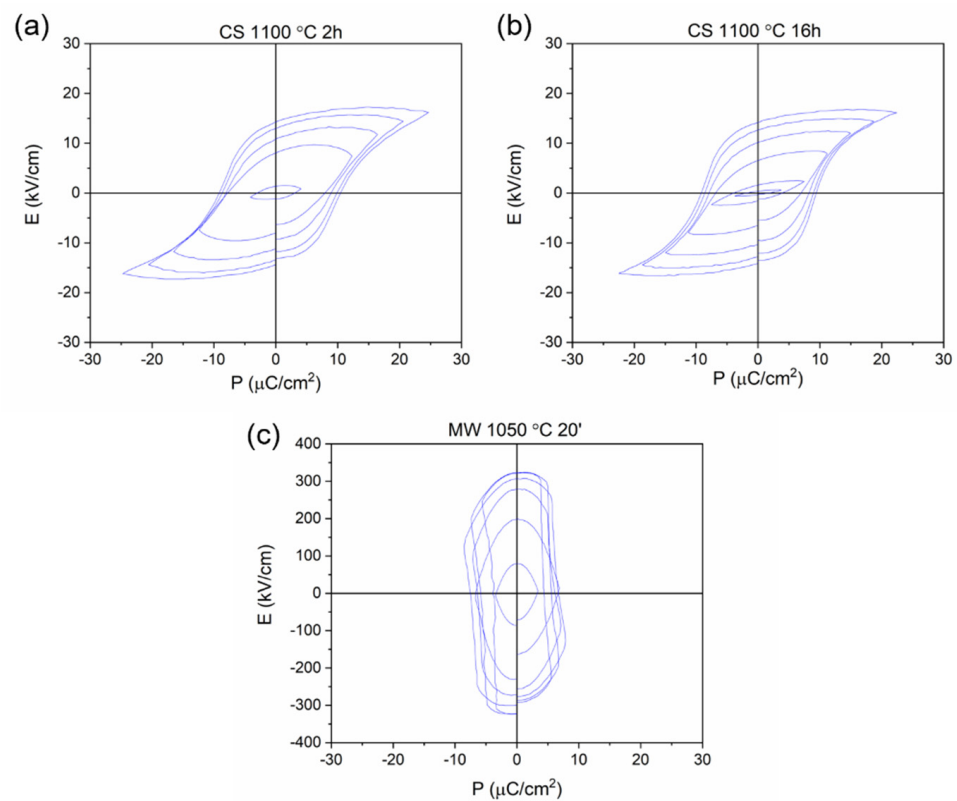 (a)
CS 1100 °C 2h
30
20
10
0
-10
-20
-30
E (kV/cm)
-30 -20 -10 0 10 20 30
P (μC/cm²)
(b)
CS 1100 °C 16h
30
20
10
0
-10
-20
-30
E (kV/cm)
-30 -20 -10 0 10 20 30
P (μC/cm²)
(c)
MW 1050 °C 20'
400
300
200
100
0
-100
-200
-300
-400
E (kV/cm)
-30 -20 -10 0 10 20 30
P (μC/cm²)